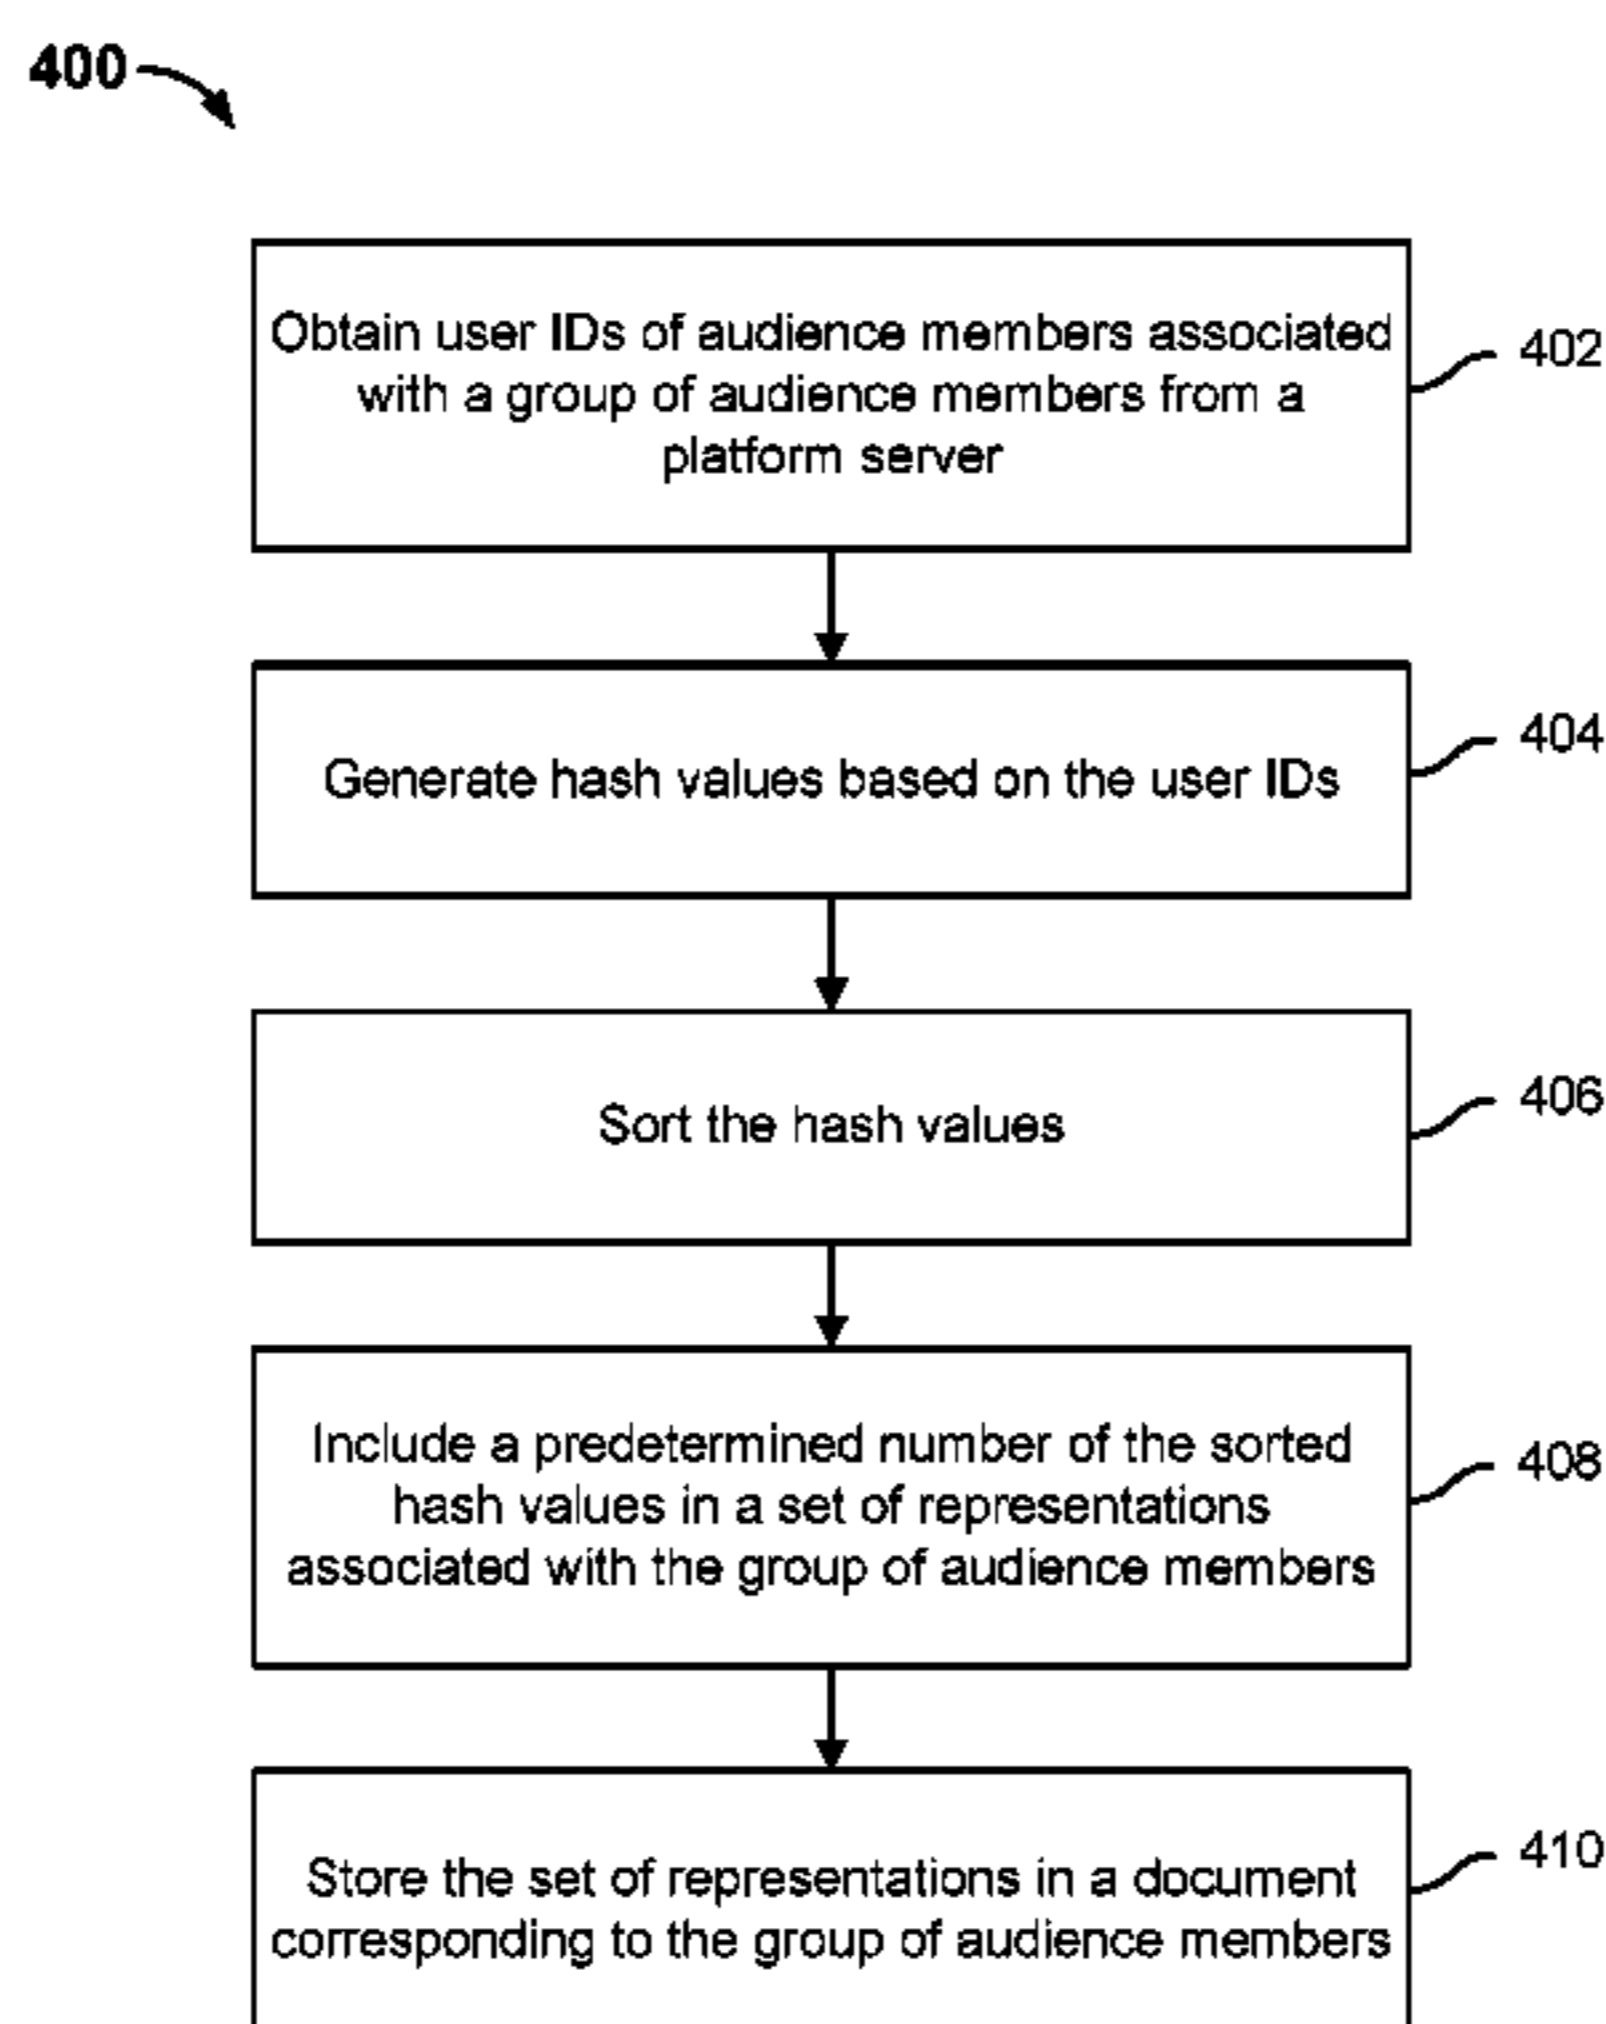 400
Obtain user IDs of audience members associated
with a group of audience members from a
platform server
402
Generate hash values based on the user IDs
404
Sort the hash values
406
Include a predetermined number of the sorted
hash values in a set of representations
associated with the group of audience members
408
Store the set of representations in a document
corresponding to the group of audience members
410